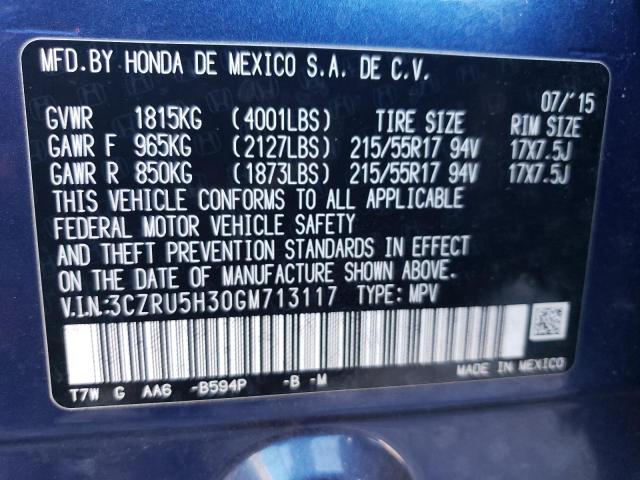 MFD.BY HONDA DE MEXICO S.A. DE C.V.
07/'15
GVWR 1815KG (4001LBS) TIRE SIZE RIM SIZE
GAWR F 965KG (2127LBS) 215/55R17 94V 17X7.5J
GAWR R 850KG (1873LBS) 215/55R17 94V 17X7.5J
THIS VEHICLE CONFORMS TO ALL APPLICABLE
FEDERAL MOTOR VEHICLE SAFETY
AND THEFT PREVENTION STANDARDS IN EFFECT
ON THE DATE OF MANUFACTURE SHOWN ABOVE.
V.I.N:3CZRU5H30GM713117 TYPE: MPV
T7W G AA6 -B594P -B -M
MADE IN MEXICO